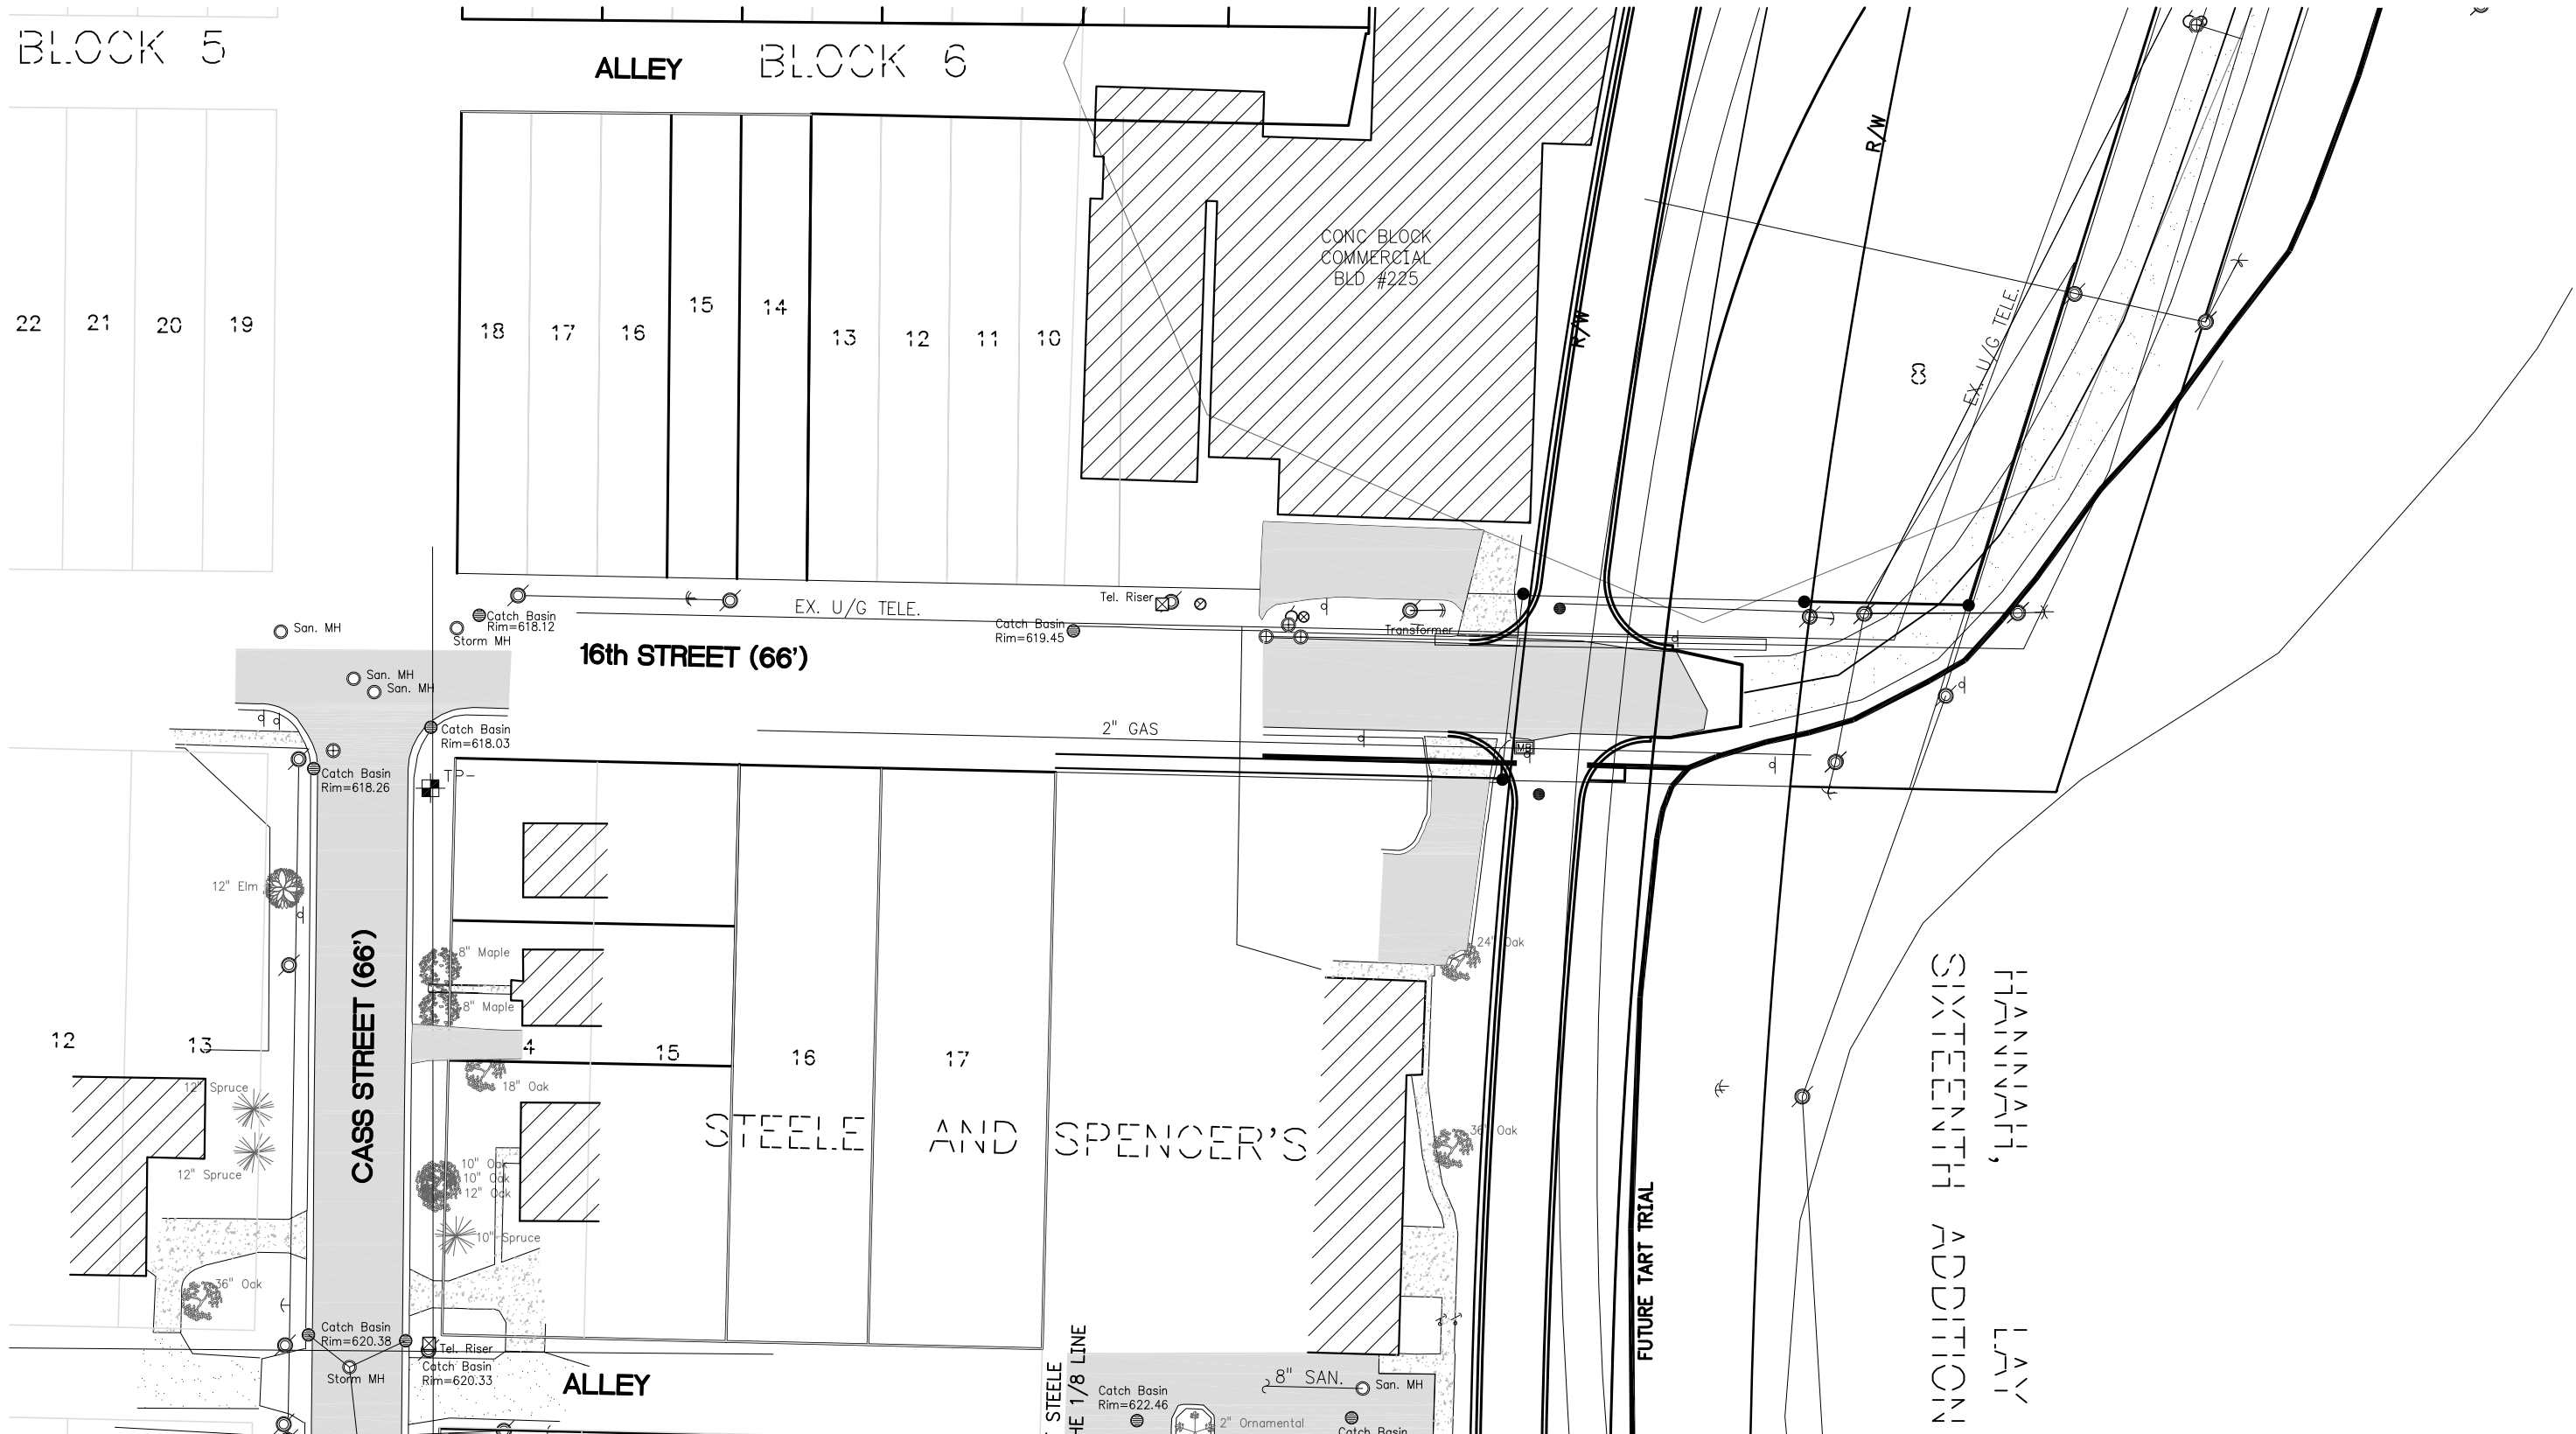 BLOCK 5
ALLEY
BLOCK 6
R/W
R/W
CONC BLOCK
COMMERCIAL
BLD #225
22
21
20
19
18
17
16
15
14
13
12
11
10
8
EX. U/G TELE.
San. MH
Catch Basin
Rim=618.12
Storm MH
EX. U/G TELE.
Tel. Riser
Catch Basin
Rim=619.45
Transformer
16th STREET (66')
San. MH
San. MH
Catch Basin
Rim=618.03
2" GAS
MB
TP-
Catch Basin
Rim=618.26
12" Elm
CASS STREET (66')
8" Maple
8" Maple
24" Oak
12
13
4
15
16
17
12" Spruce
18" Oak
12" Spruce
STEELE AND SPENCER'S
36" Oak
10" Oak
10" Oak
12" Oak
10" Spruce
36" Oak
FUTURE TART TRIAL
HANNAH, LAY
SIXTEENTH ADDITION
Catch Basin
Rim=620.38
Tel. Riser
Catch Basin
Rim=620.33
Storm MH
ALLEY
STEELE
HE 1/8 LINE
8" SAN.
San. MH
Catch Basin
Rim=622.46
2" Ornamental
Catch Basin